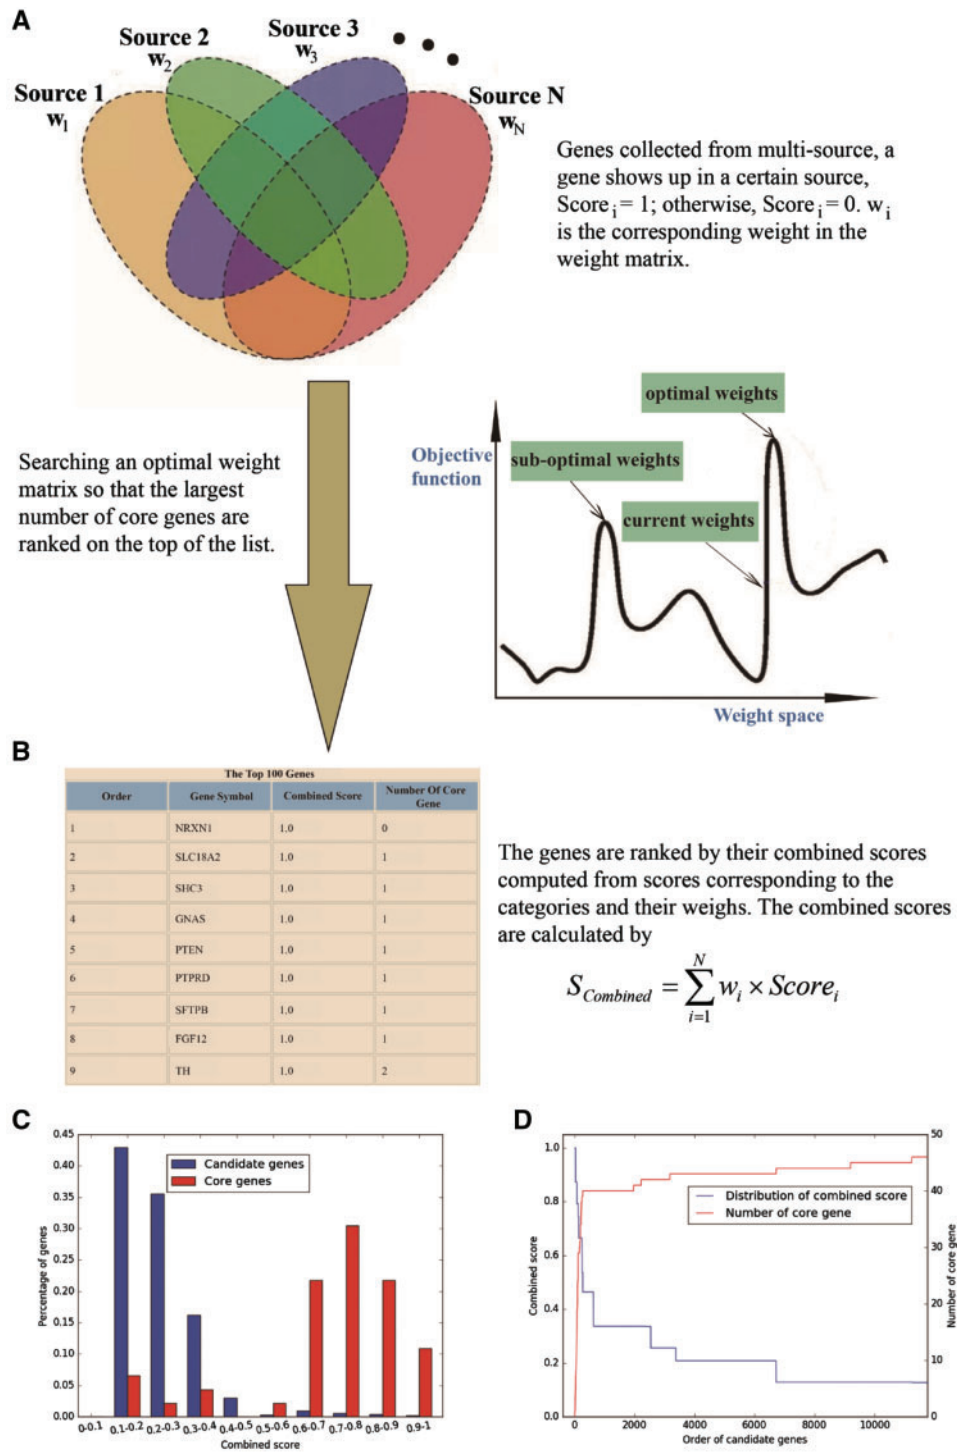 A
Source 1
w1
Source 2
w2
Source 3
w3
Source N
wN
Genes collected from multi-source, a
gene shows up in a certain source,
Score i = 1; otherwise, Score i = 0. w i
is the corresponding weight in the
weight matrix.
Searching an optimal weight
matrix so that the largest
number of core genes are
ranked on the top of the list.
Objective
function
optimal weights
sub-optimal weights
current weights
Weight space
B
The Top 100 Genes
Order Gene Symbol Combined Score Number Of Core Gene
1 NRXN1 1.0 0
2 SLC18A2 1.0 1
3 SHC3 1.0 1
4 GNAS 1.0 1
5 PTEN 1.0 1
6 PTPRD 1.0 1
7 SFTPB 1.0 1
8 FGF12 1.0 1
9 TH 1.0 2
The genes are ranked by their combined scores
computed from scores corresponding to the
categories and their weighs. The combined scores
are calculated by
S Combined = ∑ i=1 N w i × Score i
C
Percentage of genes
0.45
0.40
0.35
0.30
0.25
0.20
0.15
0.10
0.05
0.00
Candidate genes
Core genes
0-0.1 0.1-0.2 0.2-0.3 0.3-0.4 0.4-0.5 0.5-0.6 0.6-0.7 0.7-0.8 0.8-0.9 0.9-1
Combined score
D
Combined score
1.0
0.8
0.6
0.4
0.2
0.0
Distribution of combined score
Number of core gene
50
40
30
20
10
0
Number of core gene
2000 4000 6000 8000 10000
Order of candidate genes